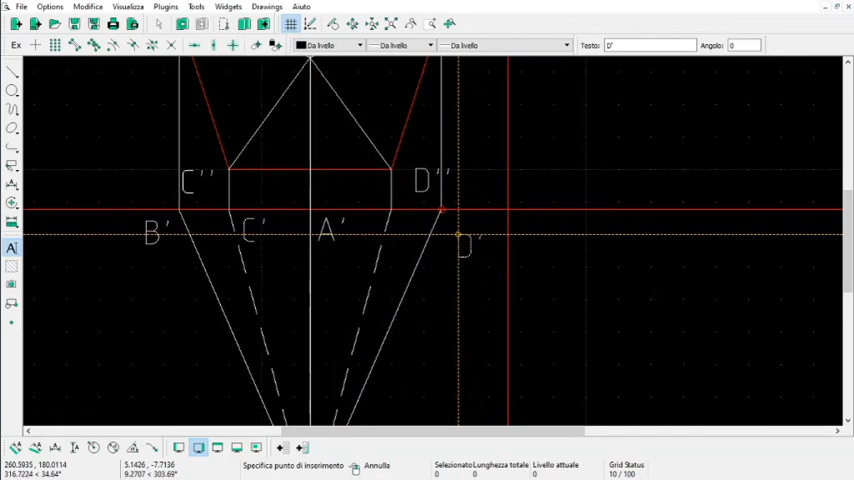 File Options Modifica Visualizza Plugins Tools Widgets Drawings Aiuto
Ex Da livello Da livello Da livello Testo: D' Angolo: 0
C'' D''
B' C' A' D'
260.5935, 180.0114 5.1426, -7.7136 Specifica punto di inserimento Annulla Selezionato Lunghezza totale Livello attuale Grid Status
316.7224 < 34.64° 9.2707 < 303.69° 0 0 0 10 / 100